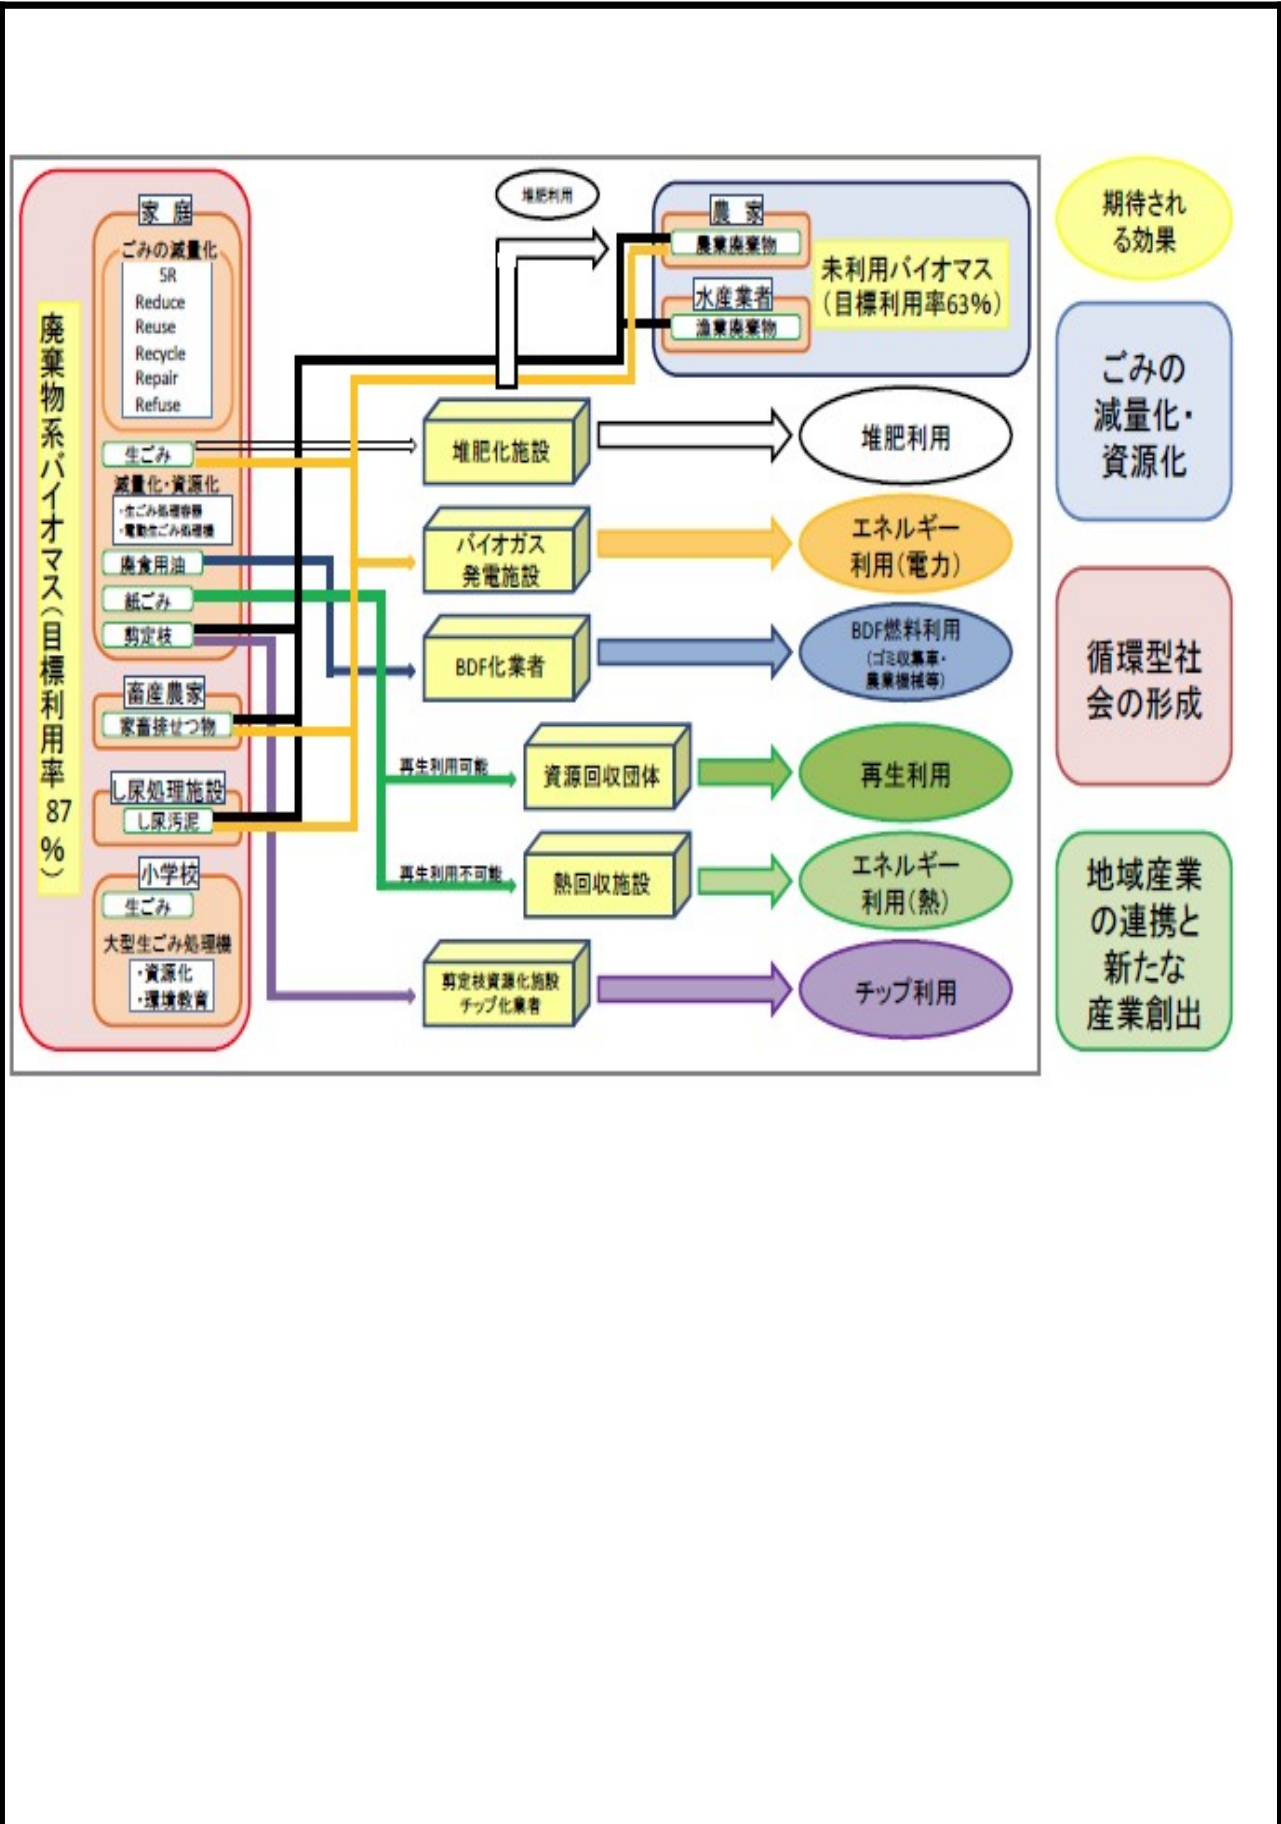 廃棄物系バイオマス（目標利用率87%）
家 庭
ごみの減量化
5R
Reduce
Reuse
Recycle
Repair
Refuse
生ごみ
減量化・資源化
・生ごみ処理容器
・電動生ごみ処理機
廃食用油
紙ごみ
剪定枝
畜産農家
家畜排せつ物
し尿処理施設
し尿汚泥
小学校
生ごみ
大型生ごみ処理機
・資源化
・環境教育
堆肥利用
農 家
農業廃棄物
水産業者
漁業廃棄物
未利用バイオマス
（目標利用率63%）
堆肥化施設
堆肥利用
バイオガス
発電施設
エネルギー
利用（電力）
BDF化業者
BDF燃料利用
（ゴミ収集車・
農業機械等）
再生利用可能
資源回収団体
再生利用
再生利用不可能
熱回収施設
エネルギー
利用（熱）
剪定枝資源化施設
チップ化業者
チップ利用
期待され
る効果
ごみの
減量化・
資源化
循環型社
会の形成
地域産業
の連携と
新たな
産業創出